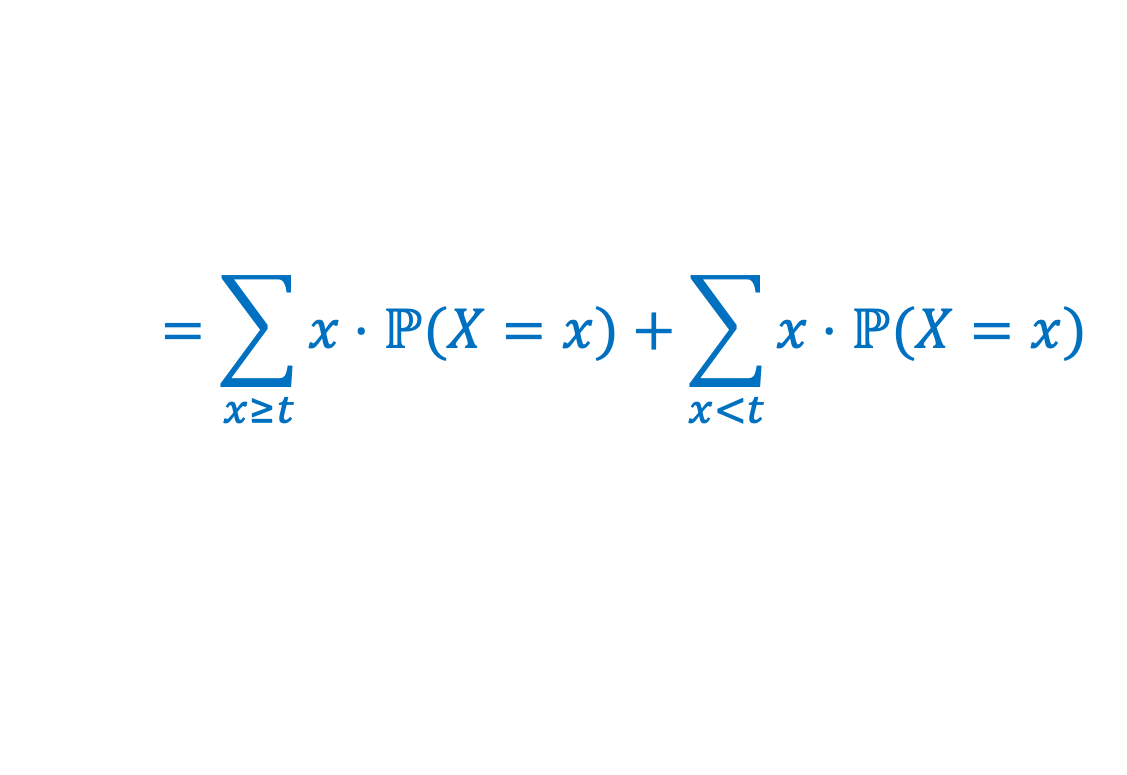 = ∑_{x≥t} x · ℙ(X = x) + ∑_{x<t} x · ℙ(X = x)